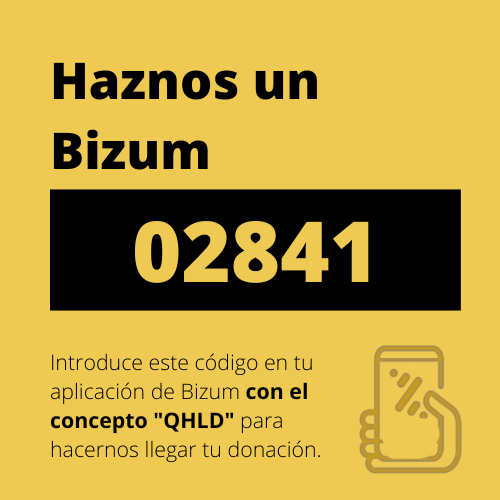 Haznos un
Bizum
02841
Introduce este código en tu
aplicación de Bizum con el
concepto "QHLD" para
hacernos llegar tu donación.